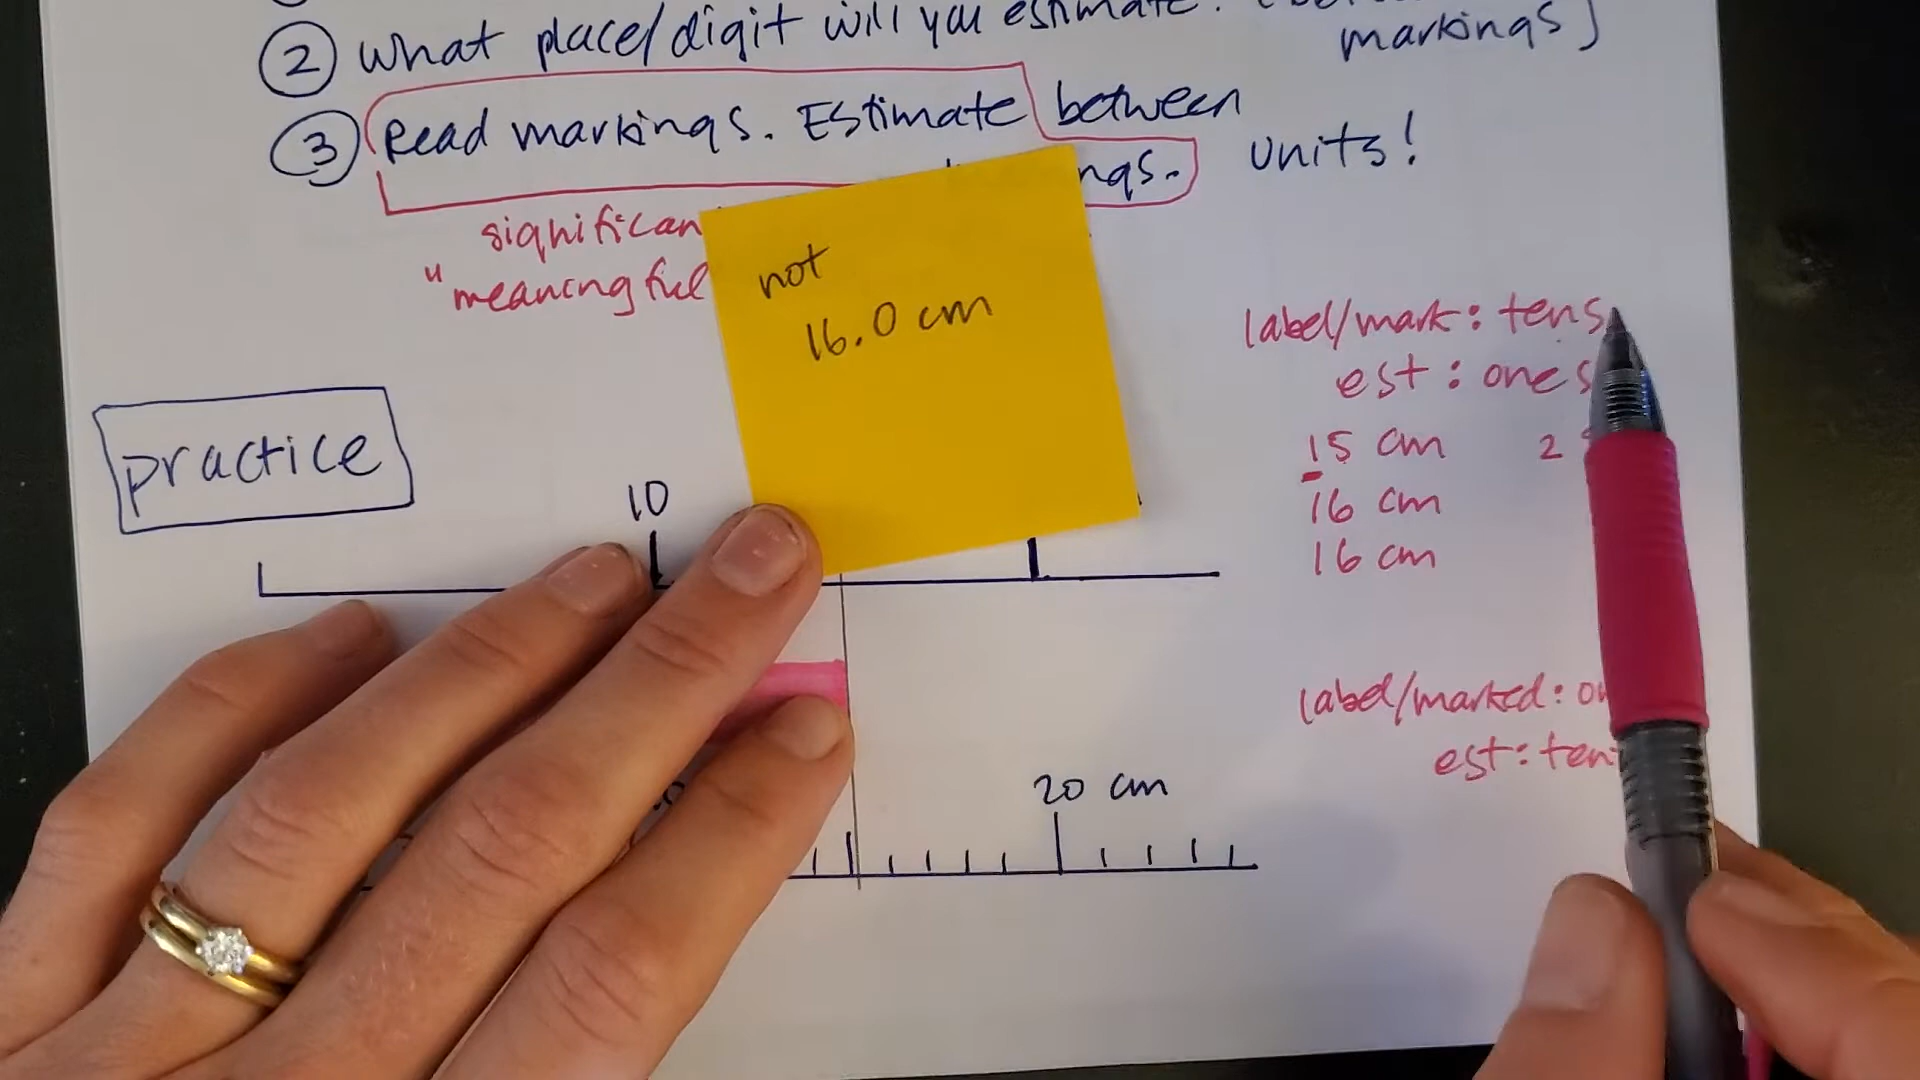 ② What place/digit will you estimate?
markings]
③ Read markings. Estimate between
ngs.
units!
significan
"meaningful
not
16.0 cm
label/mark: tens
est: ones
15 cm 2
16 cm
16 cm
practice
10
label/marked: on
est: ten
20 cm